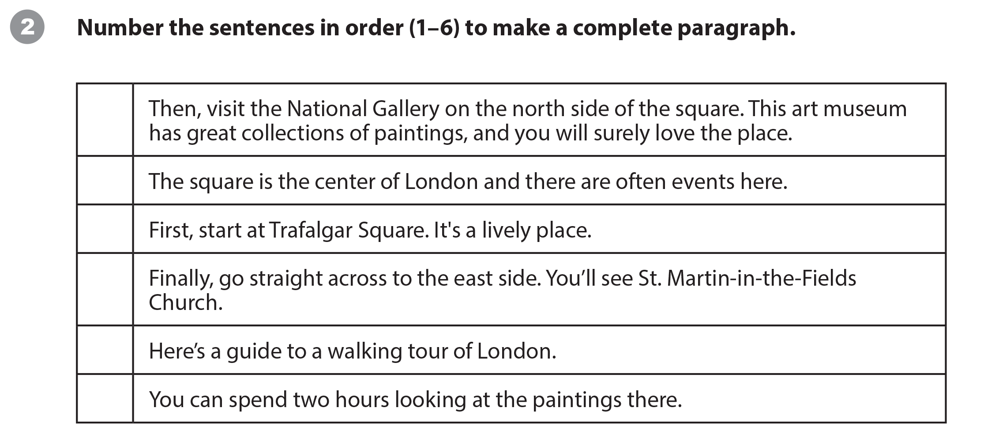 2 Number the sentences in order (1–6) to make a complete paragraph.
Then, visit the National Gallery on the north side of the square. This art museum
has great collections of paintings, and you will surely love the place.
The square is the center of London and there are often events here.
First, start at Trafalgar Square. It's a lively place.
Finally, go straight across to the east side. You’ll see St. Martin-in-the-Fields
Church.
Here’s a guide to a walking tour of London.
You can spend two hours looking at the paintings there.